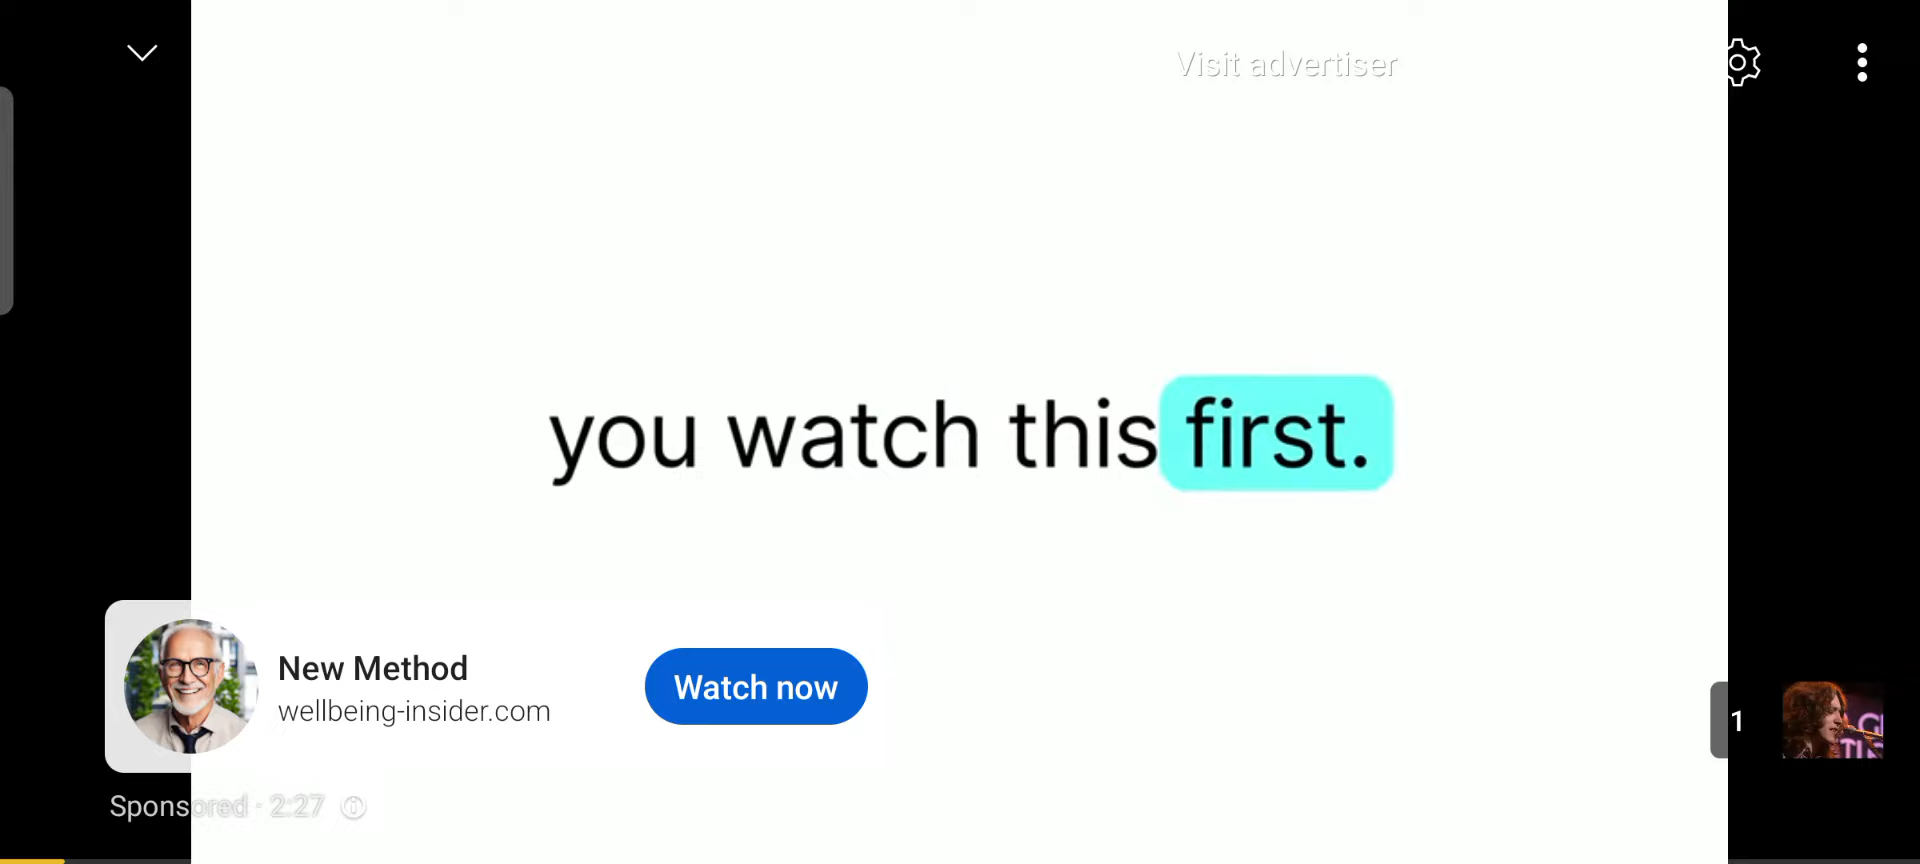 Visit advertiser
you watch this first.
New Method
wellbeing-insider.com
Watch now
1
Sponsored · 2:27